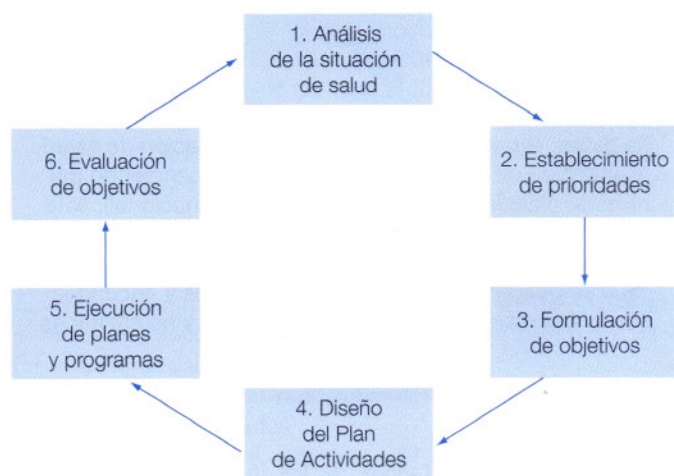 1. Análisis
de la situación
de salud
2. Establecimiento
de prioridades
3. Formulación
de objetivos
4. Diseño
del Plan
de Actividades
5. Ejecución
de planes
y programas
6. Evaluación
de objetivos